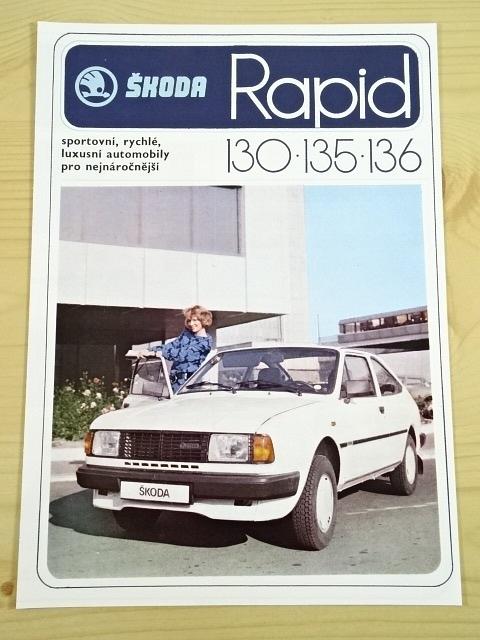 ŠKODA Rapid
sportovní, rychlé,
luxusní automobily
pro nejnáročnější
130·135·136
ŠKODA